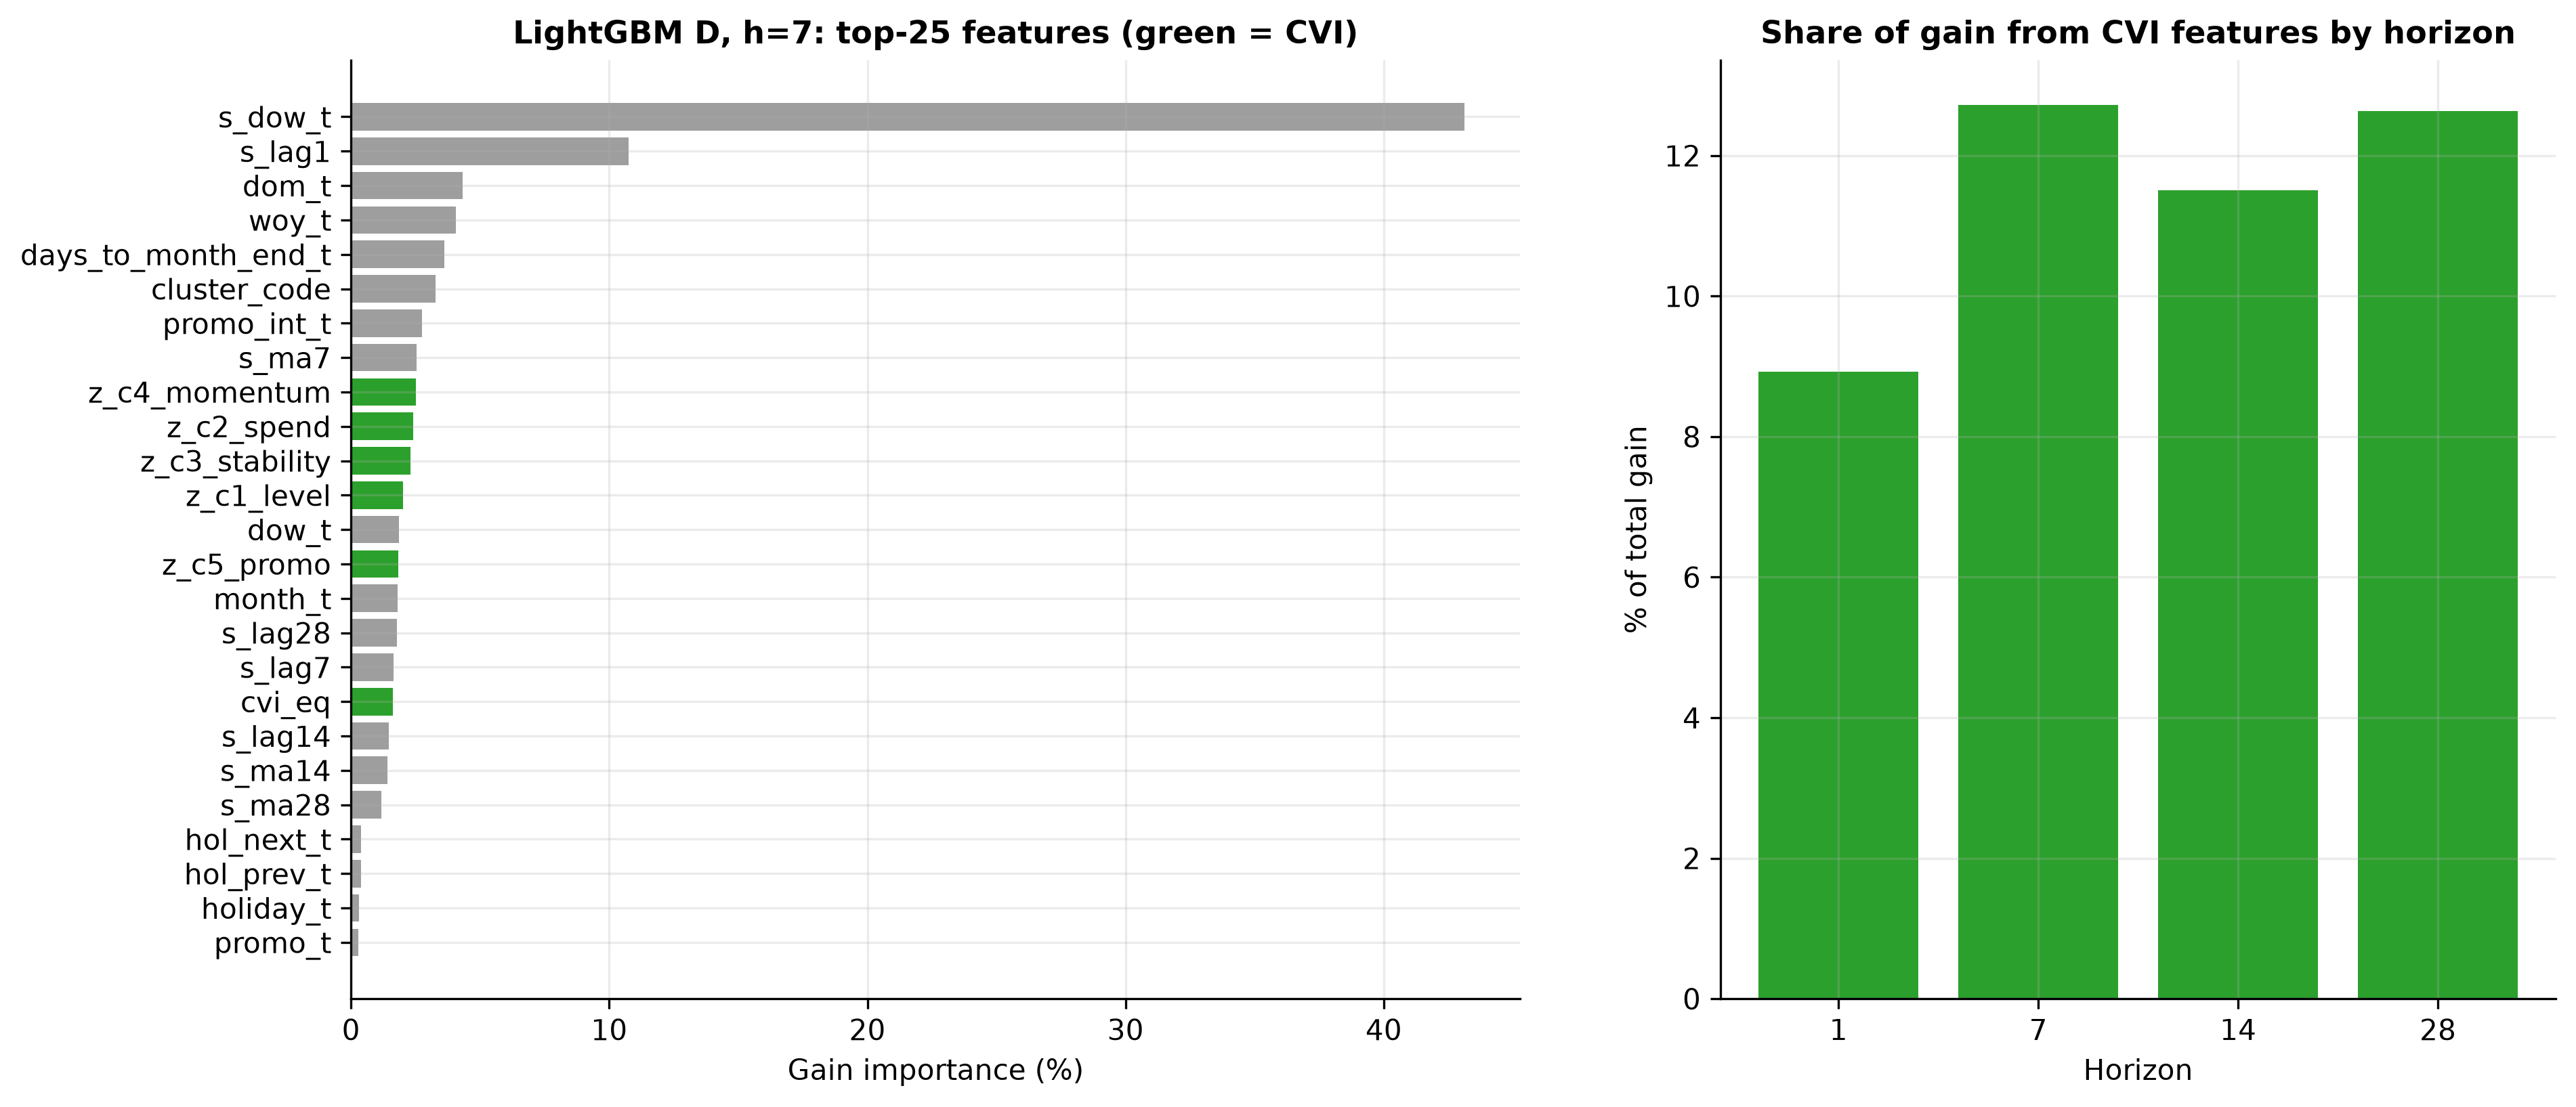 LightGBM D, h=7: top-25 features (green = CVI)
s_dow_t
s_lag1
dom_t
woy_t
days_to_month_end_t
cluster_code
promo_int_t
s_ma7
z_c4_momentum
z_c2_spend
z_c3_stability
z_c1_level
dow_t
z_c5_promo
month_t
s_lag28
s_lag7
cvi_eq
s_lag14
s_ma14
s_ma28
hol_next_t
hol_prev_t
holiday_t
promo_t
0 10 20 30 40
Gain importance (%)
Share of gain from CVI features by horizon
% of total gain
12
10
8
6
4
2
0
1 7 14 28
Horizon